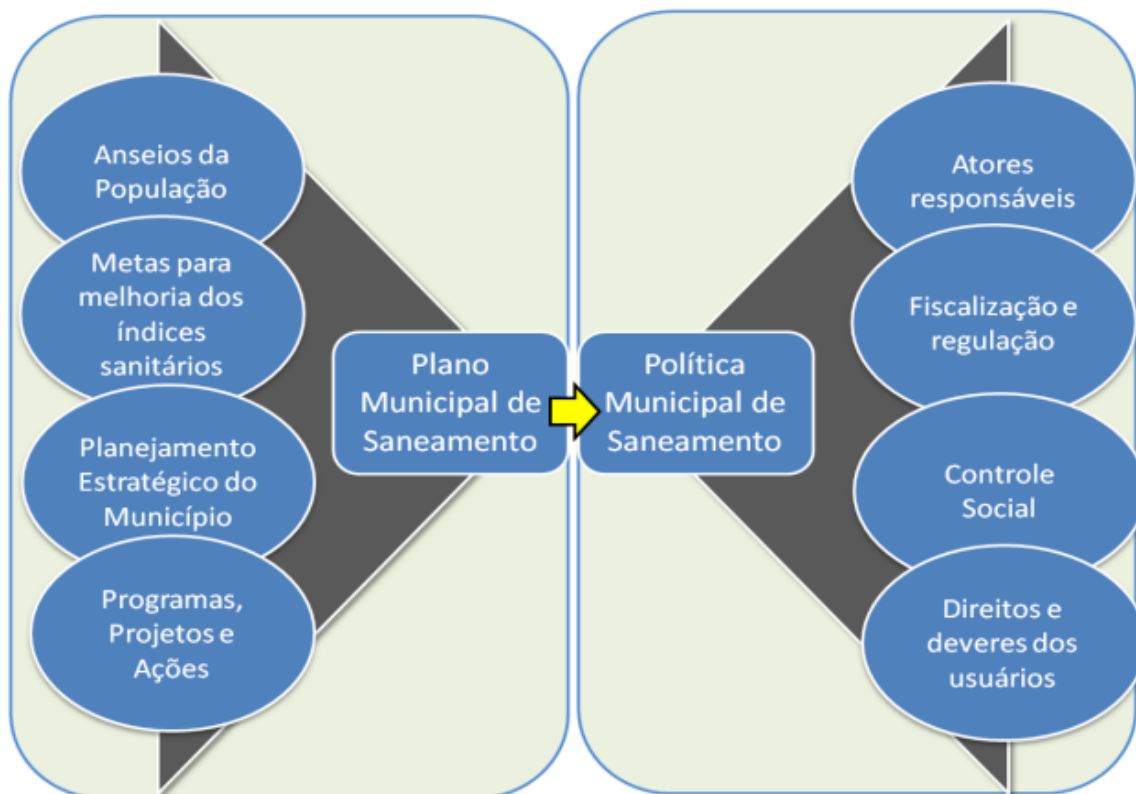 Anseios da
População
Metas para
melhoria dos
índices
sanitários
Planejamento
Estratégico do
Município
Programas,
Projetos e
Ações
Plano
Municipal de
Saneamento
Política
Municipal de
Saneamento
Atores
responsáveis
Fiscalização e
regulação
Controle
Social
Direitos e
deveres dos
usuários